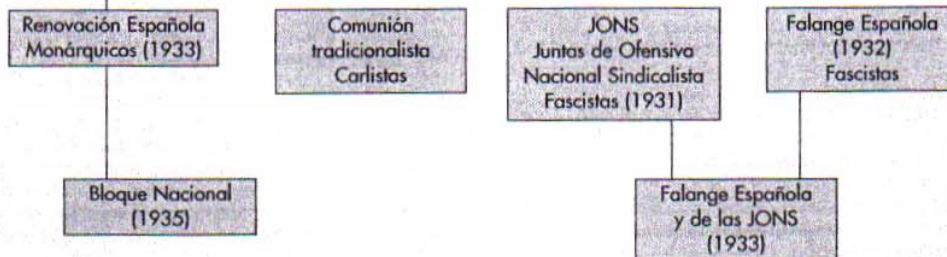 Renovación Española
Monárquicos (1933)
Comunión
tradicionalista
Carlistas
JONS
Juntas de Ofensiva
Nacional Sindicalista
Fascistas (1931)
Falange Española
(1932)
Fascistas
Bloque Nacional
(1935)
Falange Española
y de las JONS
(1933)